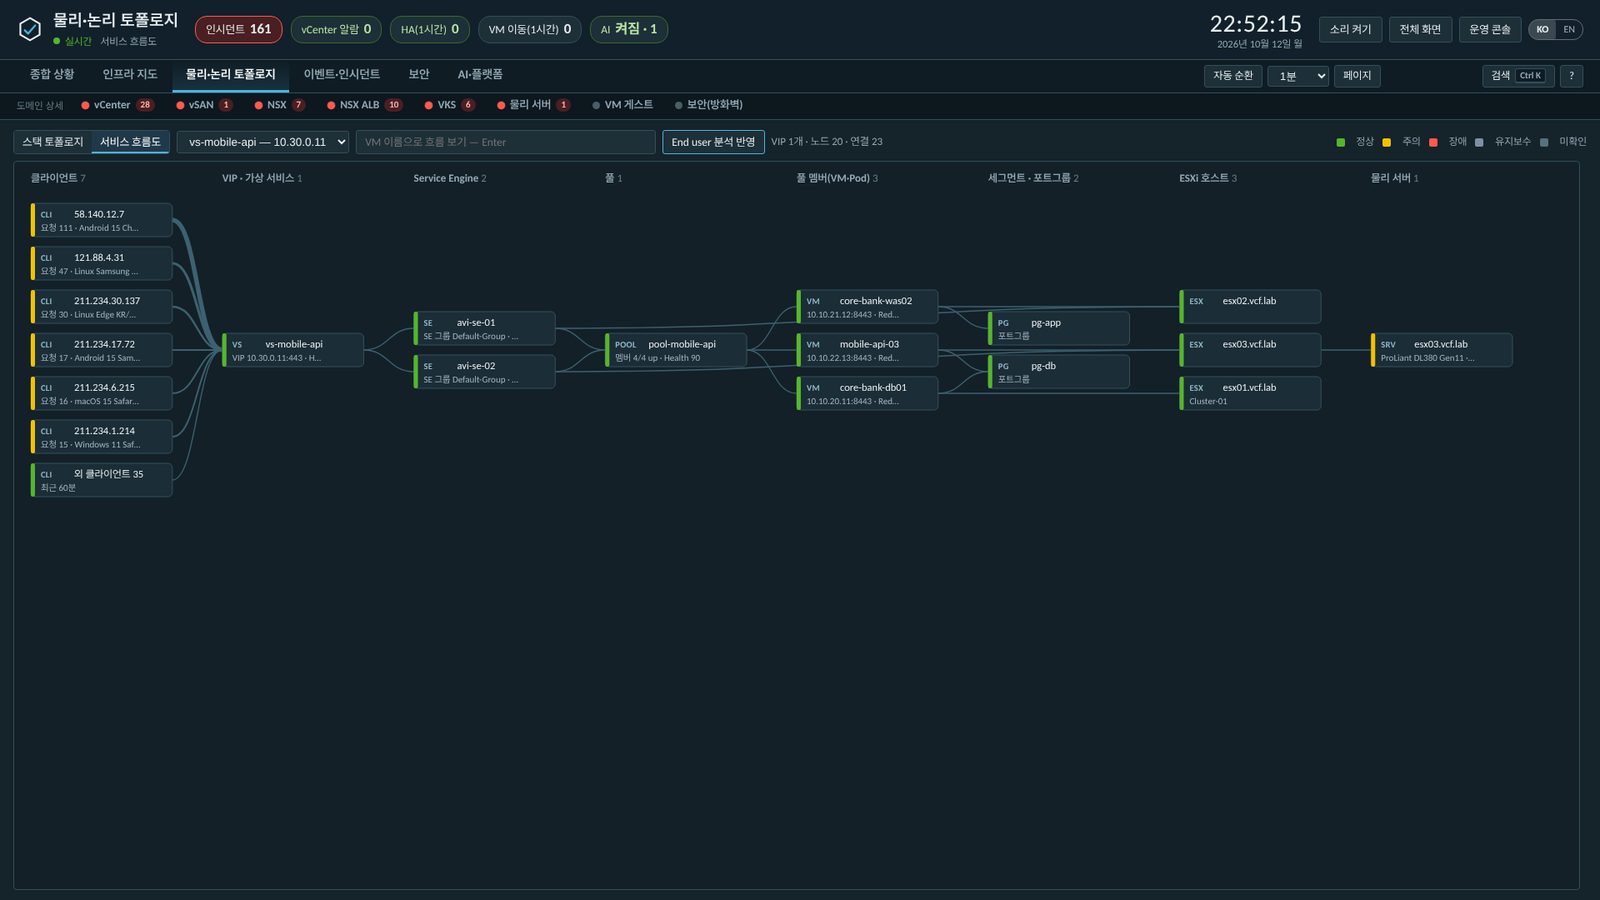 물리·논리 토폴로지
실시간 서비스 흐름도
인시던트 161
vCenter 알람 0
HA(1시간) 0
VM 이동(1시간) 0
AI 켜짐 · 1
22:52:15
2026년 10월 12일 월
소리 켜기
전체 화면
운영 콘솔
KO EN
종합 상황
인프라 지도
물리·논리 토폴로지
이벤트·인시던트
보안
AI·플랫폼
자동 순환
1분
페이지
검색 Ctrl K
?
도메인 상세
vCenter 28
vSAN 1
NSX 7
NSX ALB 10
VKS 6
물리 서버 1
VM 게스트
보안(방화벽)
스택 토폴로지
서비스 흐름도
vs-mobile-api — 10.30.0.11
VM 이름으로 흐름 보기 — Enter
End user 분석 반영
VIP 1개 · 노드 20 · 연결 23
정상
주의
장애
유지보수
미확인
클라이언트 7
VIP · 가상 서비스 1
Service Engine 2
풀 1
풀 멤버(VM·Pod) 3
세그먼트 · 포트그룹 2
ESXi 호스트 3
물리 서버 1
CLI 58.140.12.7
요청 111 · Android 15 Ch...
CLI 121.88.4.31
요청 47 · Linux Samsung ...
CLI 211.234.30.137
요청 30 · Linux Edge KR/...
CLI 211.234.17.72
요청 17 · Android 15 Sam...
CLI 211.234.6.215
요청 16 · macOS 15 Safar...
CLI 211.234.1.214
요청 15 · Windows 11 Saf...
CLI 외 클라이언트 35
최근 60분
VS vs-mobile-api
VIP 10.30.0.11:443 · H...
SE avi-se-01
SE 그룹 Default-Group · ...
SE avi-se-02
SE 그룹 Default-Group · ...
POOL pool-mobile-api
멤버 4/4 up · Health 90
VM core-bank-was02
10.10.21.12:8443 · Red...
VM mobile-api-03
10.10.22.13:8443 · Red...
VM core-bank-db01
10.10.20.11:8443 · Red...
PG pg-app
포트그룹
PG pg-db
포트그룹
ESX esx02.vcf.lab
ESX esx03.vcf.lab
ESX esx01.vcf.lab
Cluster-01
SRV esx03.vcf.lab
ProLiant DL380 Gen11 ·...